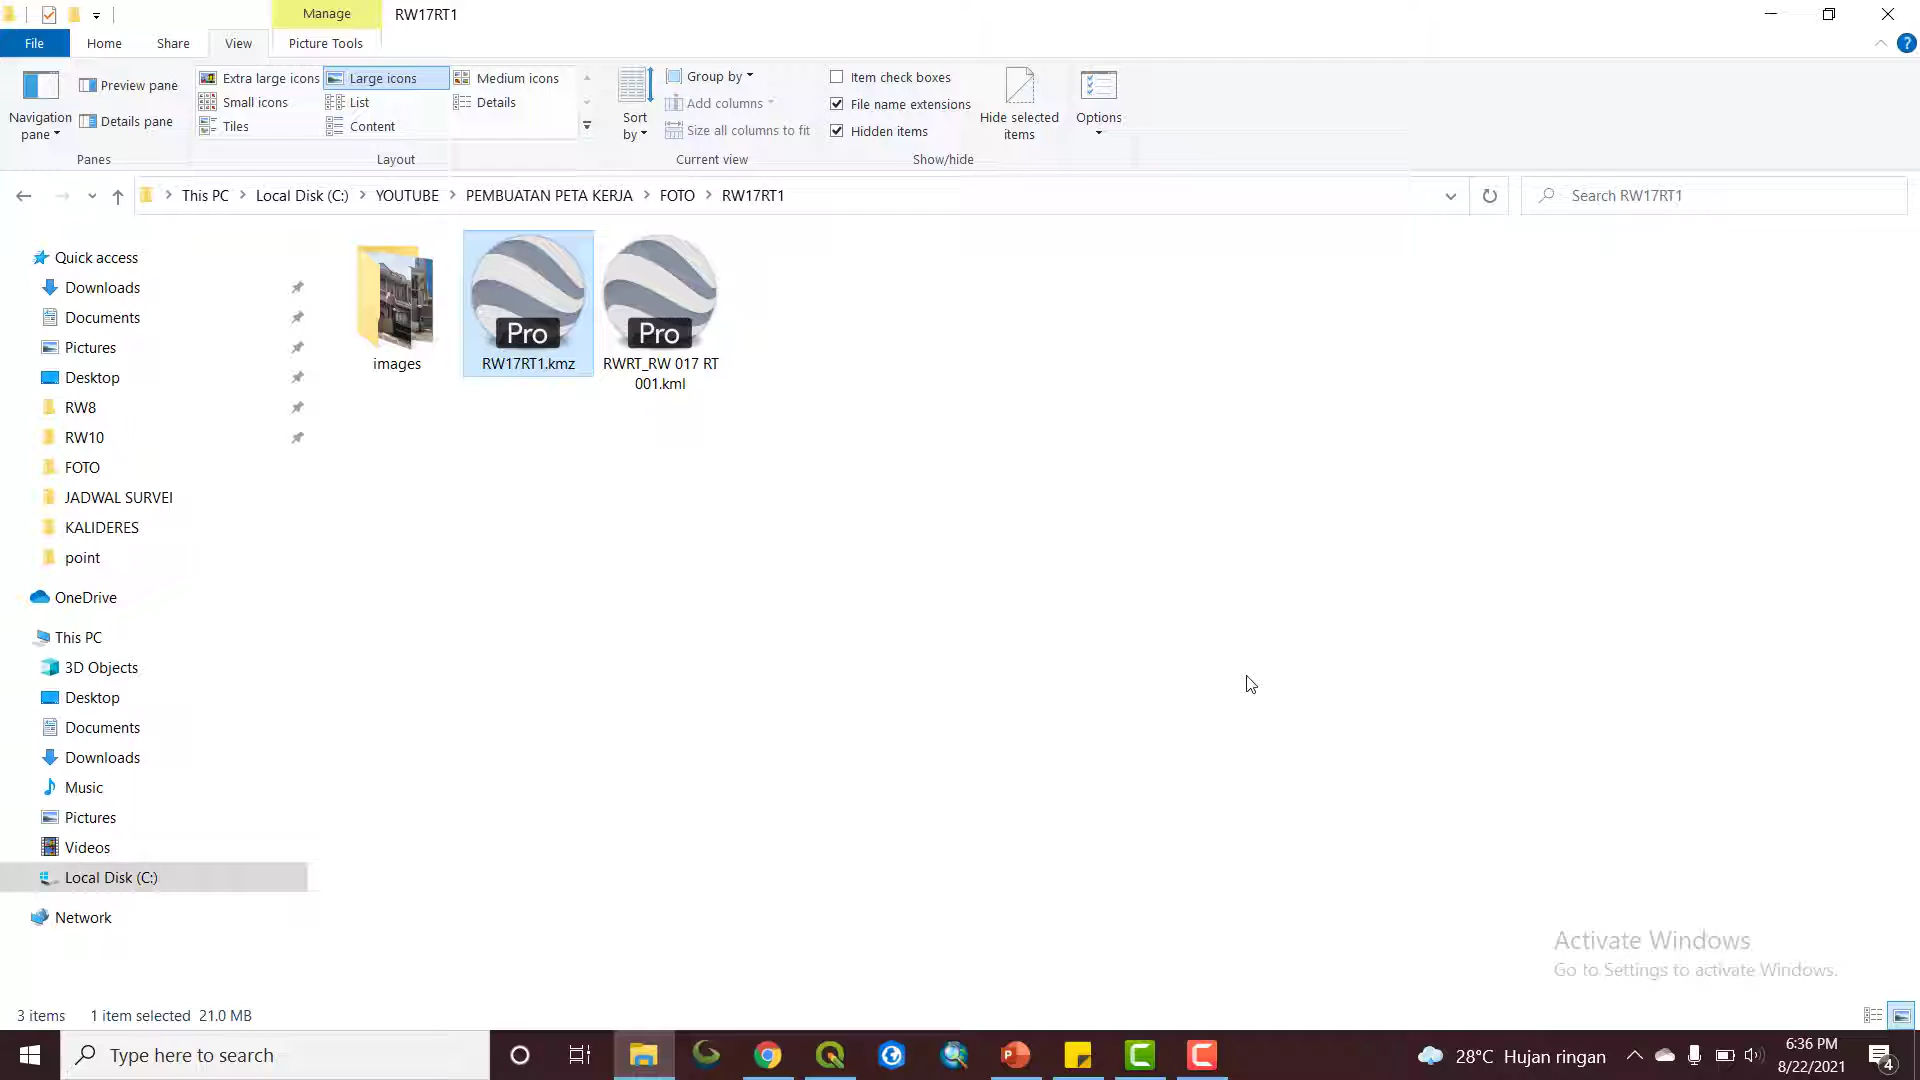 Manage
RW17RT1
File
Home
Share
View
Picture Tools
Navigation pane
Preview pane
Details pane
Panes
Extra large icons
Large icons
Medium icons
Small icons
List
Details
Tiles
Content
Layout
Sort by
Group by
Add columns
Size all columns to fit
Current view
Item check boxes
File name extensions
Hidden items
Hide selected items
Show/hide
Options
This PC
Local Disk (C:)
YOUTUBE
PEMBUATAN PETA KERJA
FOTO
RW17RT1
Search RW17RT1
Quick access
Downloads
Documents
Pictures
Desktop
RW8
RW10
FOTO
JADWAL SURVEI
KALIDERES
point
OneDrive
This PC
3D Objects
Desktop
Documents
Downloads
Music
Pictures
Videos
Local Disk (C:)
Network
images
Pro
RW17RT1.kmz
Pro
RWRT_RW 017 RT
001.kml
Activate Windows
Go to Settings to activate Windows.
3 items
1 item selected 21.0 MB
Type here to search
28°C Hujan ringan
6:36 PM
8/22/2021
4